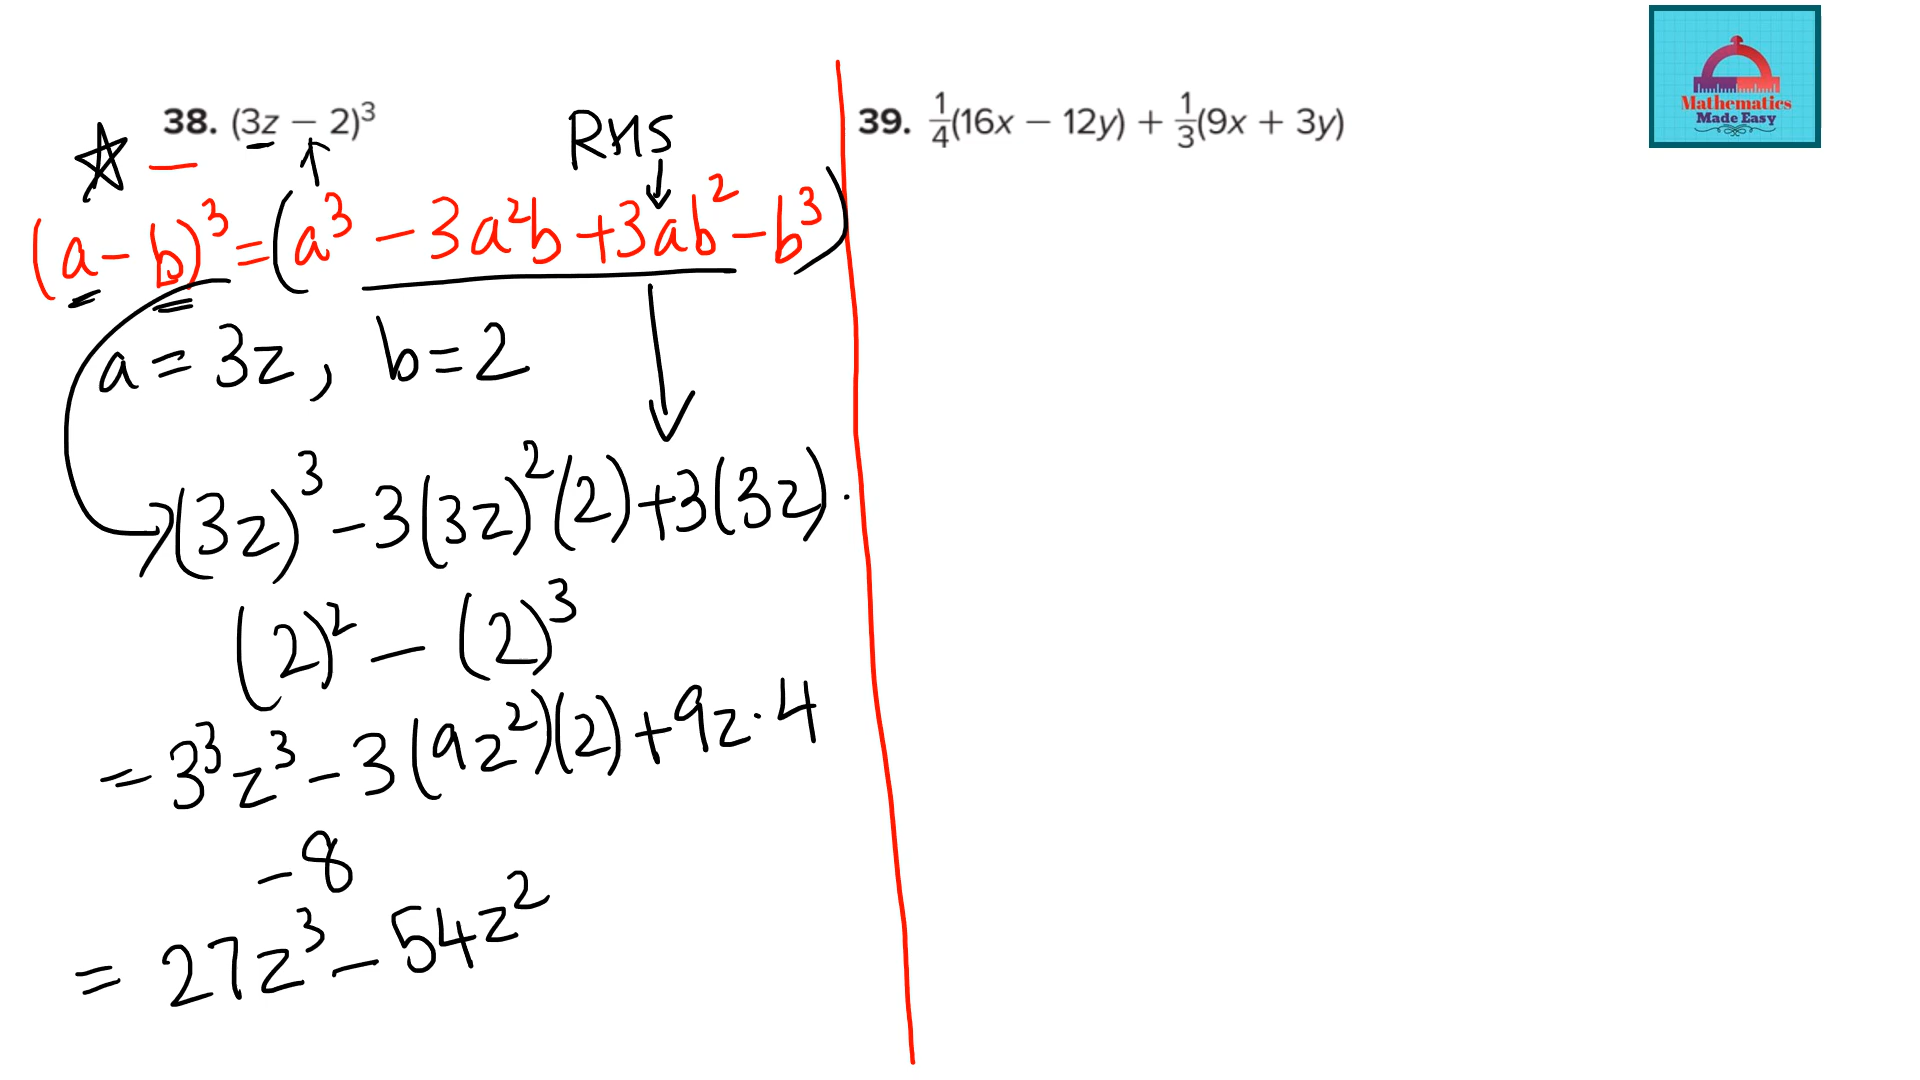 38. (3z − 2)³
RHS
(a-b)³=(a³ -3a²b+3ab²-b³)
a=3z, b=2
(3z)³-3(3z)²(2)+3(3z)·
(2)²-(2)³
=3³z³-3(9z²)(2)+9z·4
-8
=27z³-54z²
39. 1/4(16x − 12y) + 1/3(9x + 3y)
Mathematics
Made Easy